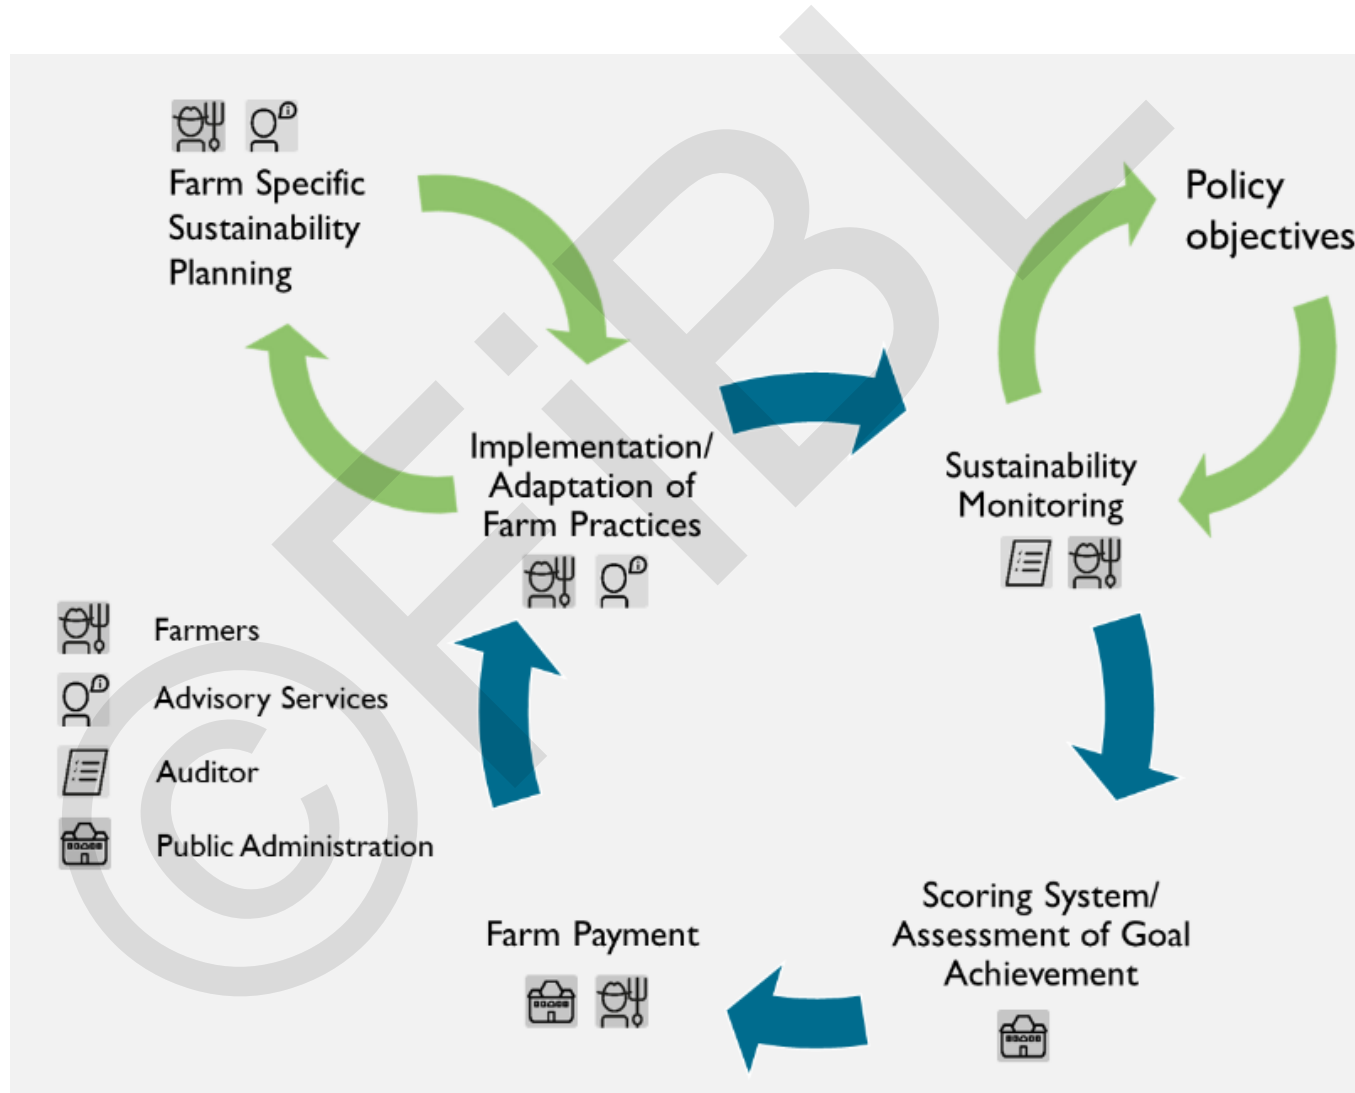 Farm Specific
Sustainability
Planning
Policy
objectives
Implementation/
Adaptation of
Farm Practices
Sustainability
Monitoring
Farmers
Advisory Services
Auditor
Public Administration
Farm Payment
Scoring System/
Assessment of Goal
Achievement
©FiBL